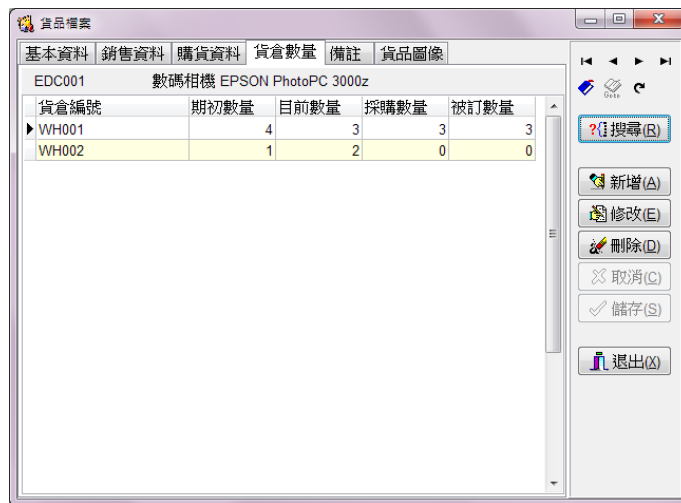 貨品檔案
基本資料 銷售資料 購貨資料 貨倉數量 備註 貨品圖像
EDC001 數碼相機 EPSON PhotoPC 3000z
貨倉編號 期初數量 目前數量 採購數量 被訂數量
WH001 4 3 3 3
WH002 1 2 0 0
Goto
搜尋(R)
新增(A)
修改(E)
刪除(D)
取消(C)
儲存(S)
退出(X)